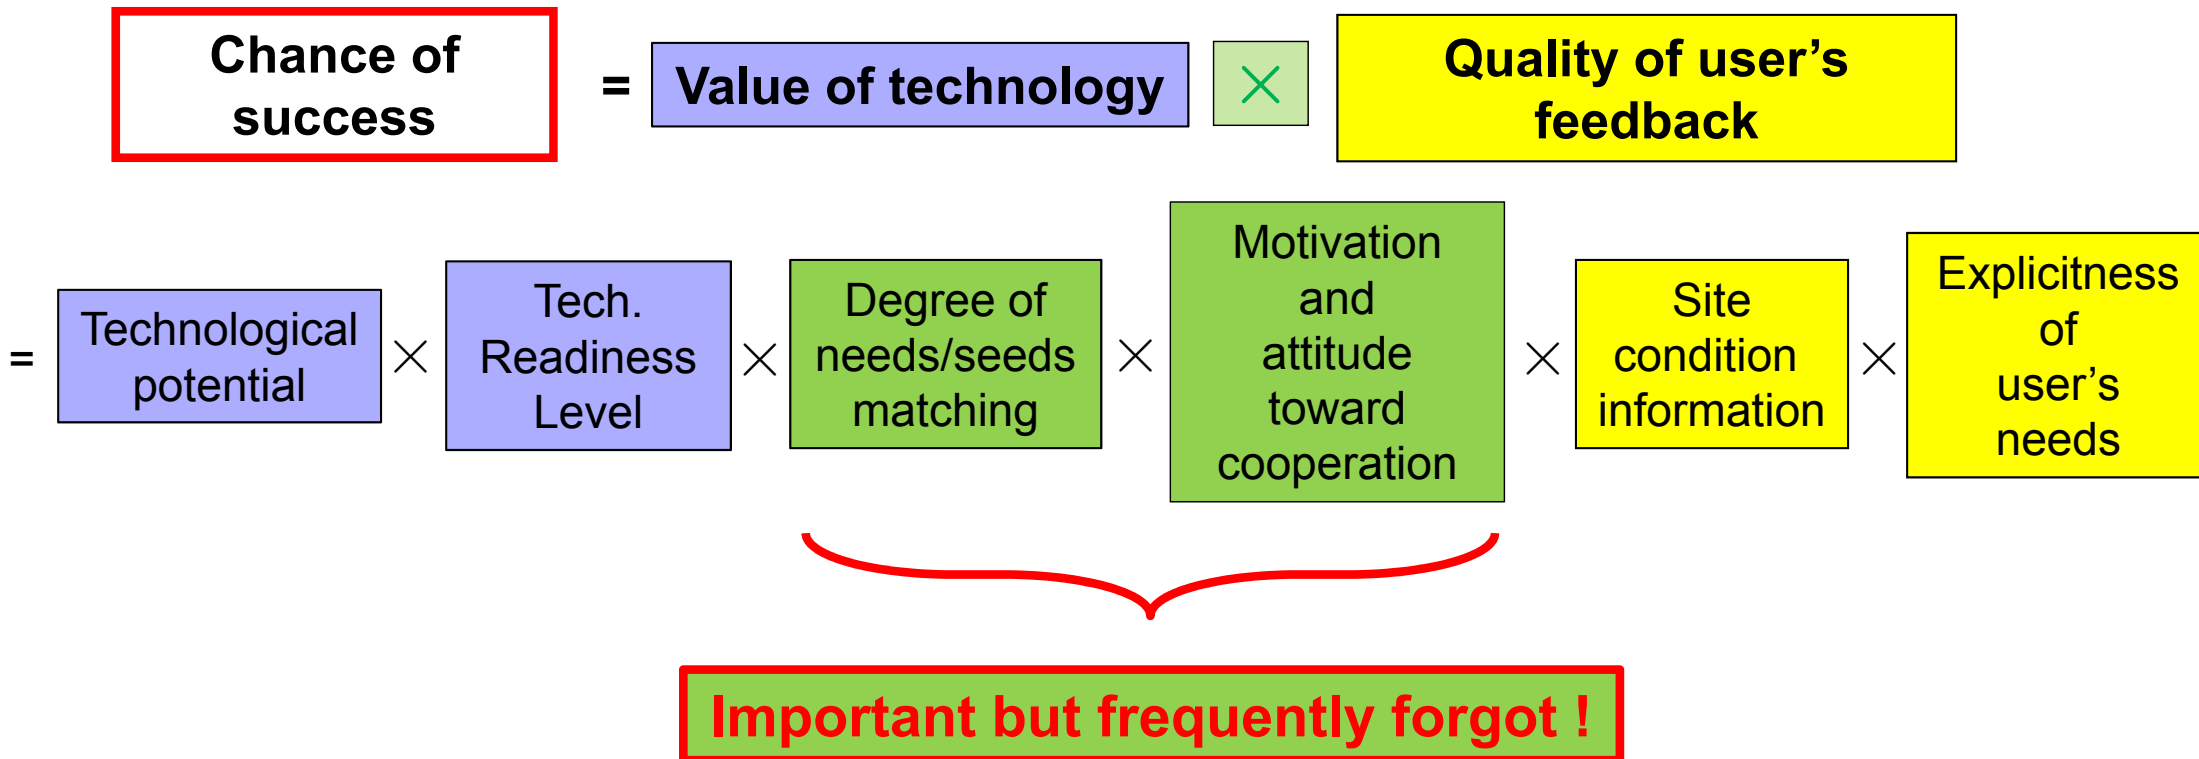 Chance of
success
=
Value of technology
×
Quality of user’s
feedback
=
Technological
potential
×
Tech.
Readiness
Level
×
Degree of
needs/seeds
matching
×
Motivation
and
attitude
toward
cooperation
×
Site
condition
information
×
Explicitness
of
user’s
needs
Important but frequently forgot !